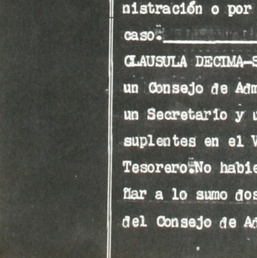 nistración o por
caso.
CLAUSULA DECIMA-S
un Consejo de Adm
un Secretario y u
suplentes en el V
Tesorero.No habie
ñar a lo sumo dos
del Consejo de Ad